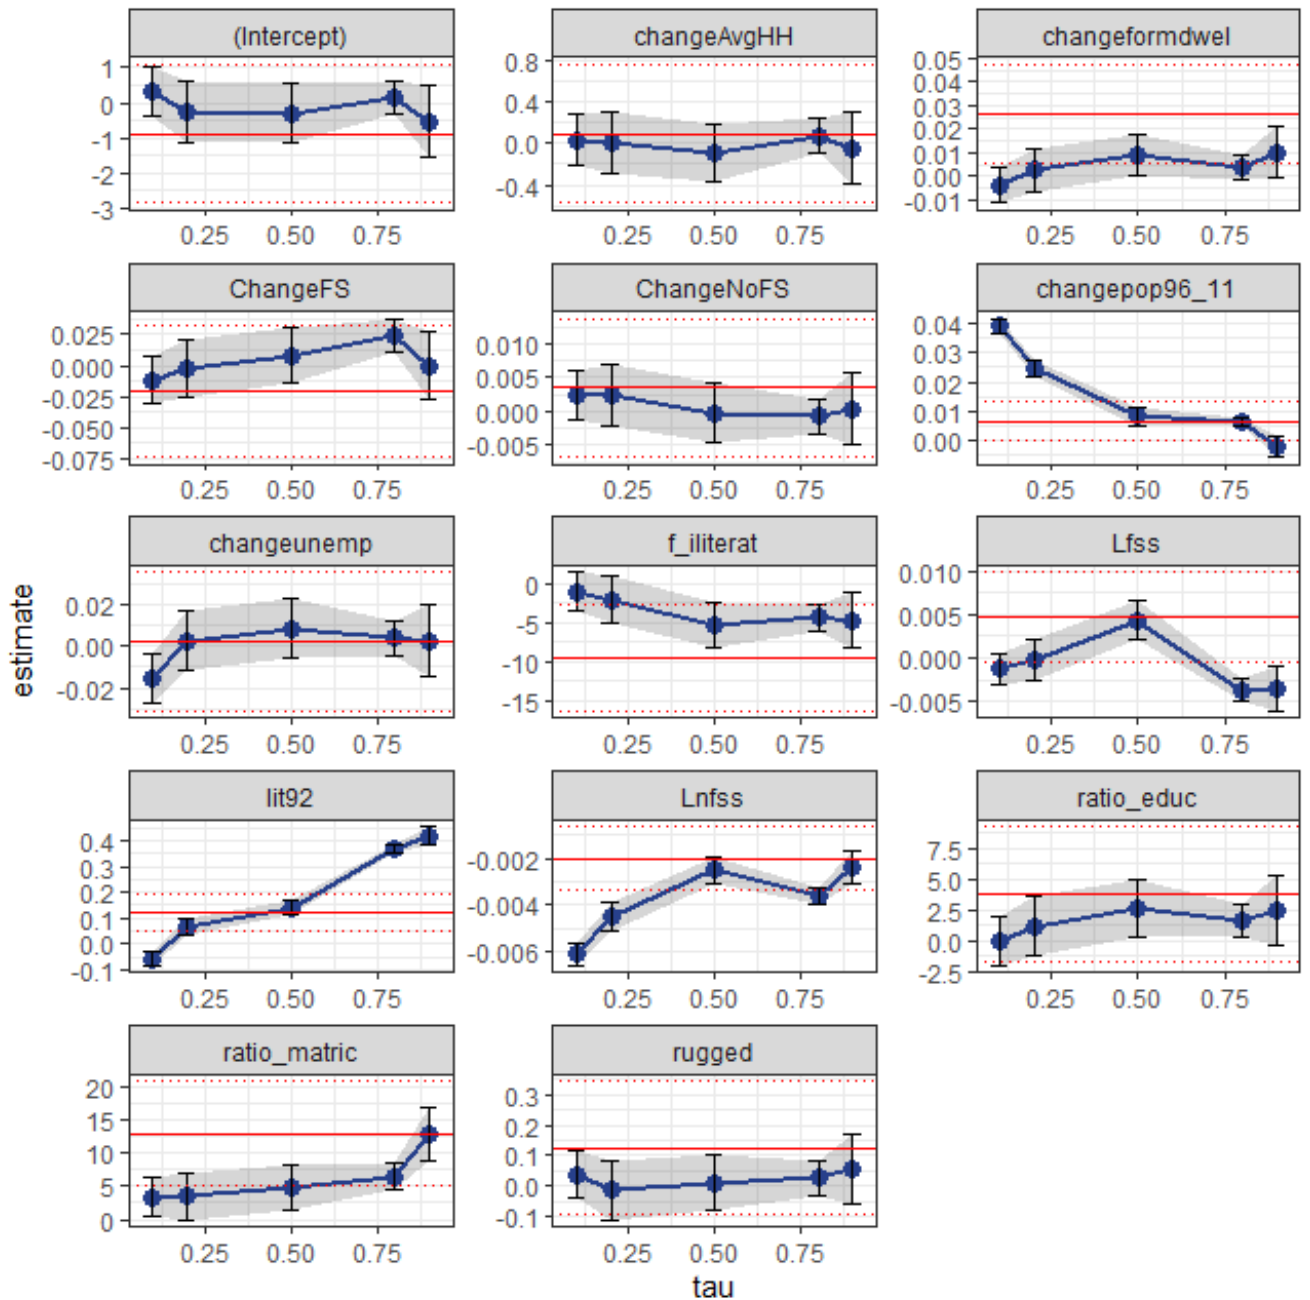 (Intercept) changeAvgHH changeformdwel
1 0 -1 -2 -3
0.8 0.4 0.0 -0.4
0.05 0.04 0.03 0.02 0.01 0.00 -0.01
0.25 0.50 0.75 0.25 0.50 0.75 0.25 0.50 0.75
ChangeFS ChangeNoFS changepop96_11
0.025 0.000 -0.025 -0.050 -0.075
0.010 0.005 0.000 -0.005
0.04 0.03 0.02 0.01 0.00
0.25 0.50 0.75 0.25 0.50 0.75 0.25 0.50 0.75
changeunemp f_iliterat Lfss
0.02 0.00 -0.02
0 -5 -10 -15
0.010 0.005 0.000 -0.005
0.25 0.50 0.75 0.25 0.50 0.75 0.25 0.50 0.75
estimate
lit92 Lnfss ratio_educ
0.4 0.3 0.2 0.1 0.0 -0.1
-0.002 -0.004 -0.006
7.5 5.0 2.5 0.0 -2.5
0.25 0.50 0.75 0.25 0.50 0.75 0.25 0.50 0.75
ratio_matric rugged
20 15 10 5 0
0.3 0.2 0.1 0.0 -0.1
0.25 0.50 0.75 0.25 0.50 0.75
tau